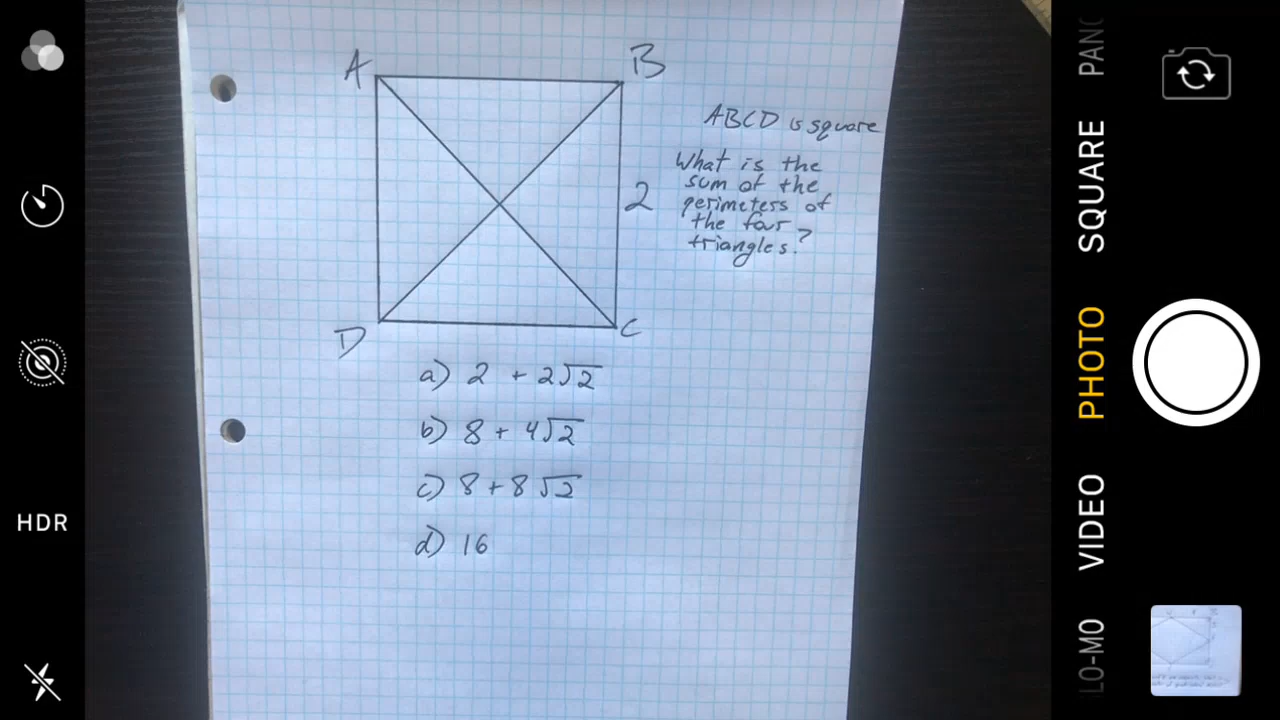 A
B
ABCD is square
What is the
sum of the
perimeters of
the four
triangles?
2
D
C
a) 2 + 2√2
b) 8 + 4√2
c) 8 + 8√2
d) 16
HDR
PANO
SQUARE
PHOTO
VIDEO
LO-MO